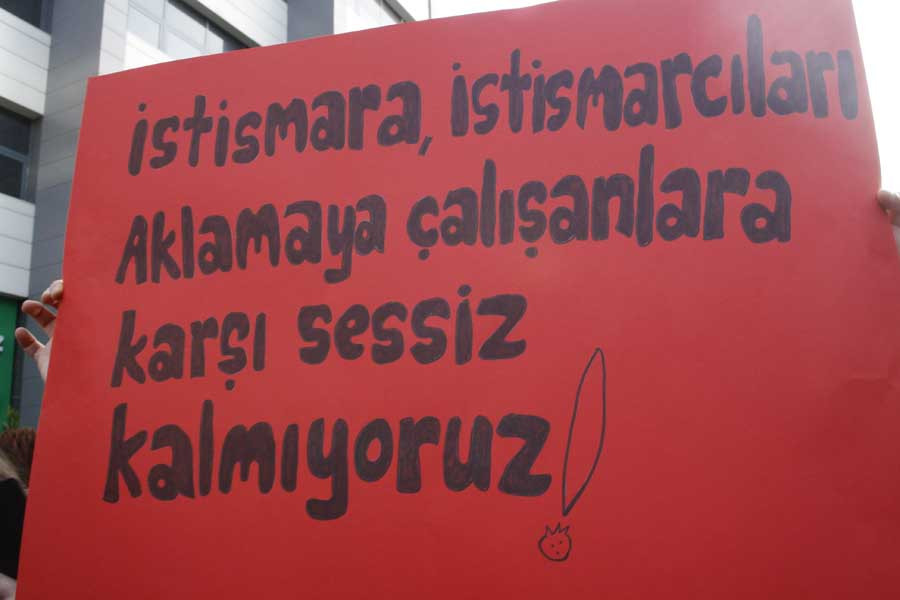 istismara, istismarcıları
Aklamaya çalışanlara
karşı sessiz
kalmıyoruz!